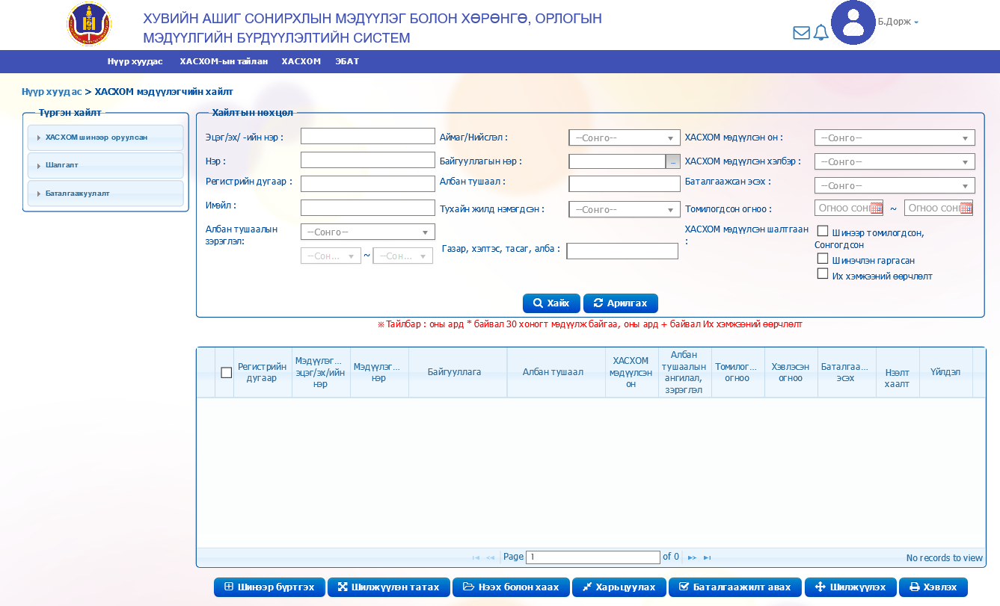 ХУВИЙН АШИГ СОНИРХЛЫН МЭДҮҮЛЭГ БОЛОН ХӨРӨНГӨ, ОРЛОГЫН
МЭДҮҮЛГИЙН БҮРДҮҮЛЭЛТИЙН СИСТЕМ
Б.Дорж
Нүүр хуудас ХАСХОМ-ын тайлан ХАСХОМ ЭБАТ
Нүүр хуудас > ХАСХОМ мэдүүлэгчийн хайлт
Түргэн хайлт
ХАСХОМ шинээр оруулсан
Шалгалт
Баталгаажуулалт
Хайлтын нөхцөл
Эцэг/эх/ -ийн нэр : Аймаг/Нийслэл : --Сонго-- ХАСХОМ мэдүүлсэн он : --Сонго--
Нэр : Байгууллагын нэр : ... ХАСХОМ мэдүүлсэн хэлбэр : --Сонго--
Регистрийн дугаар : Албан тушаал : Баталгаажсан эсэх : --Сонго--
Имэйл : Тухайн жилд нэмэгдсэн : --Сонго-- Томилогдсон огноо : Огноо сон ~ Огноо сон
Албан тушаалын
зэрэглэл: --Сонго--
--Сон... ~ --Сон... Газар, хэлтэс, тасаг, алба :
ХАСХОМ мэдүүлсэн шалтгаан
:
Шинээр томилогдсон,
Сонгогдсон
Шинэчлэн гаргасан
Их хэмжээний өөрчлөлт
Хайх Арилгах
※ Тайлбар : оны ард * байвал 30 хоногт мэдүүлж байгаа, оны ард + байвал Их хэмжээний өөрчлөлт
Регистрийн
дугаар
Мэдүүлэг...
эцэг/эх/ийн
нэр
Мэдүүлэг...
нэр
Байгууллага
Албан тушаал
ХАСХОМ
мэдүүлсэн
он
Албан
тушаалын
ангилал,
зэрэглэл
Томилог...
огноо
Хэвлэсэн
огноо
Баталгаа...
эсэх
Нээлт
хаалт
Үйлдэл
Page 1 of 0
No records to view
Шинээр бүртгэх Шилжүүлэн татах Нээх болон хаах Харьцуулах Баталгаажилт авах Шилжүүлэх Хэвлэх